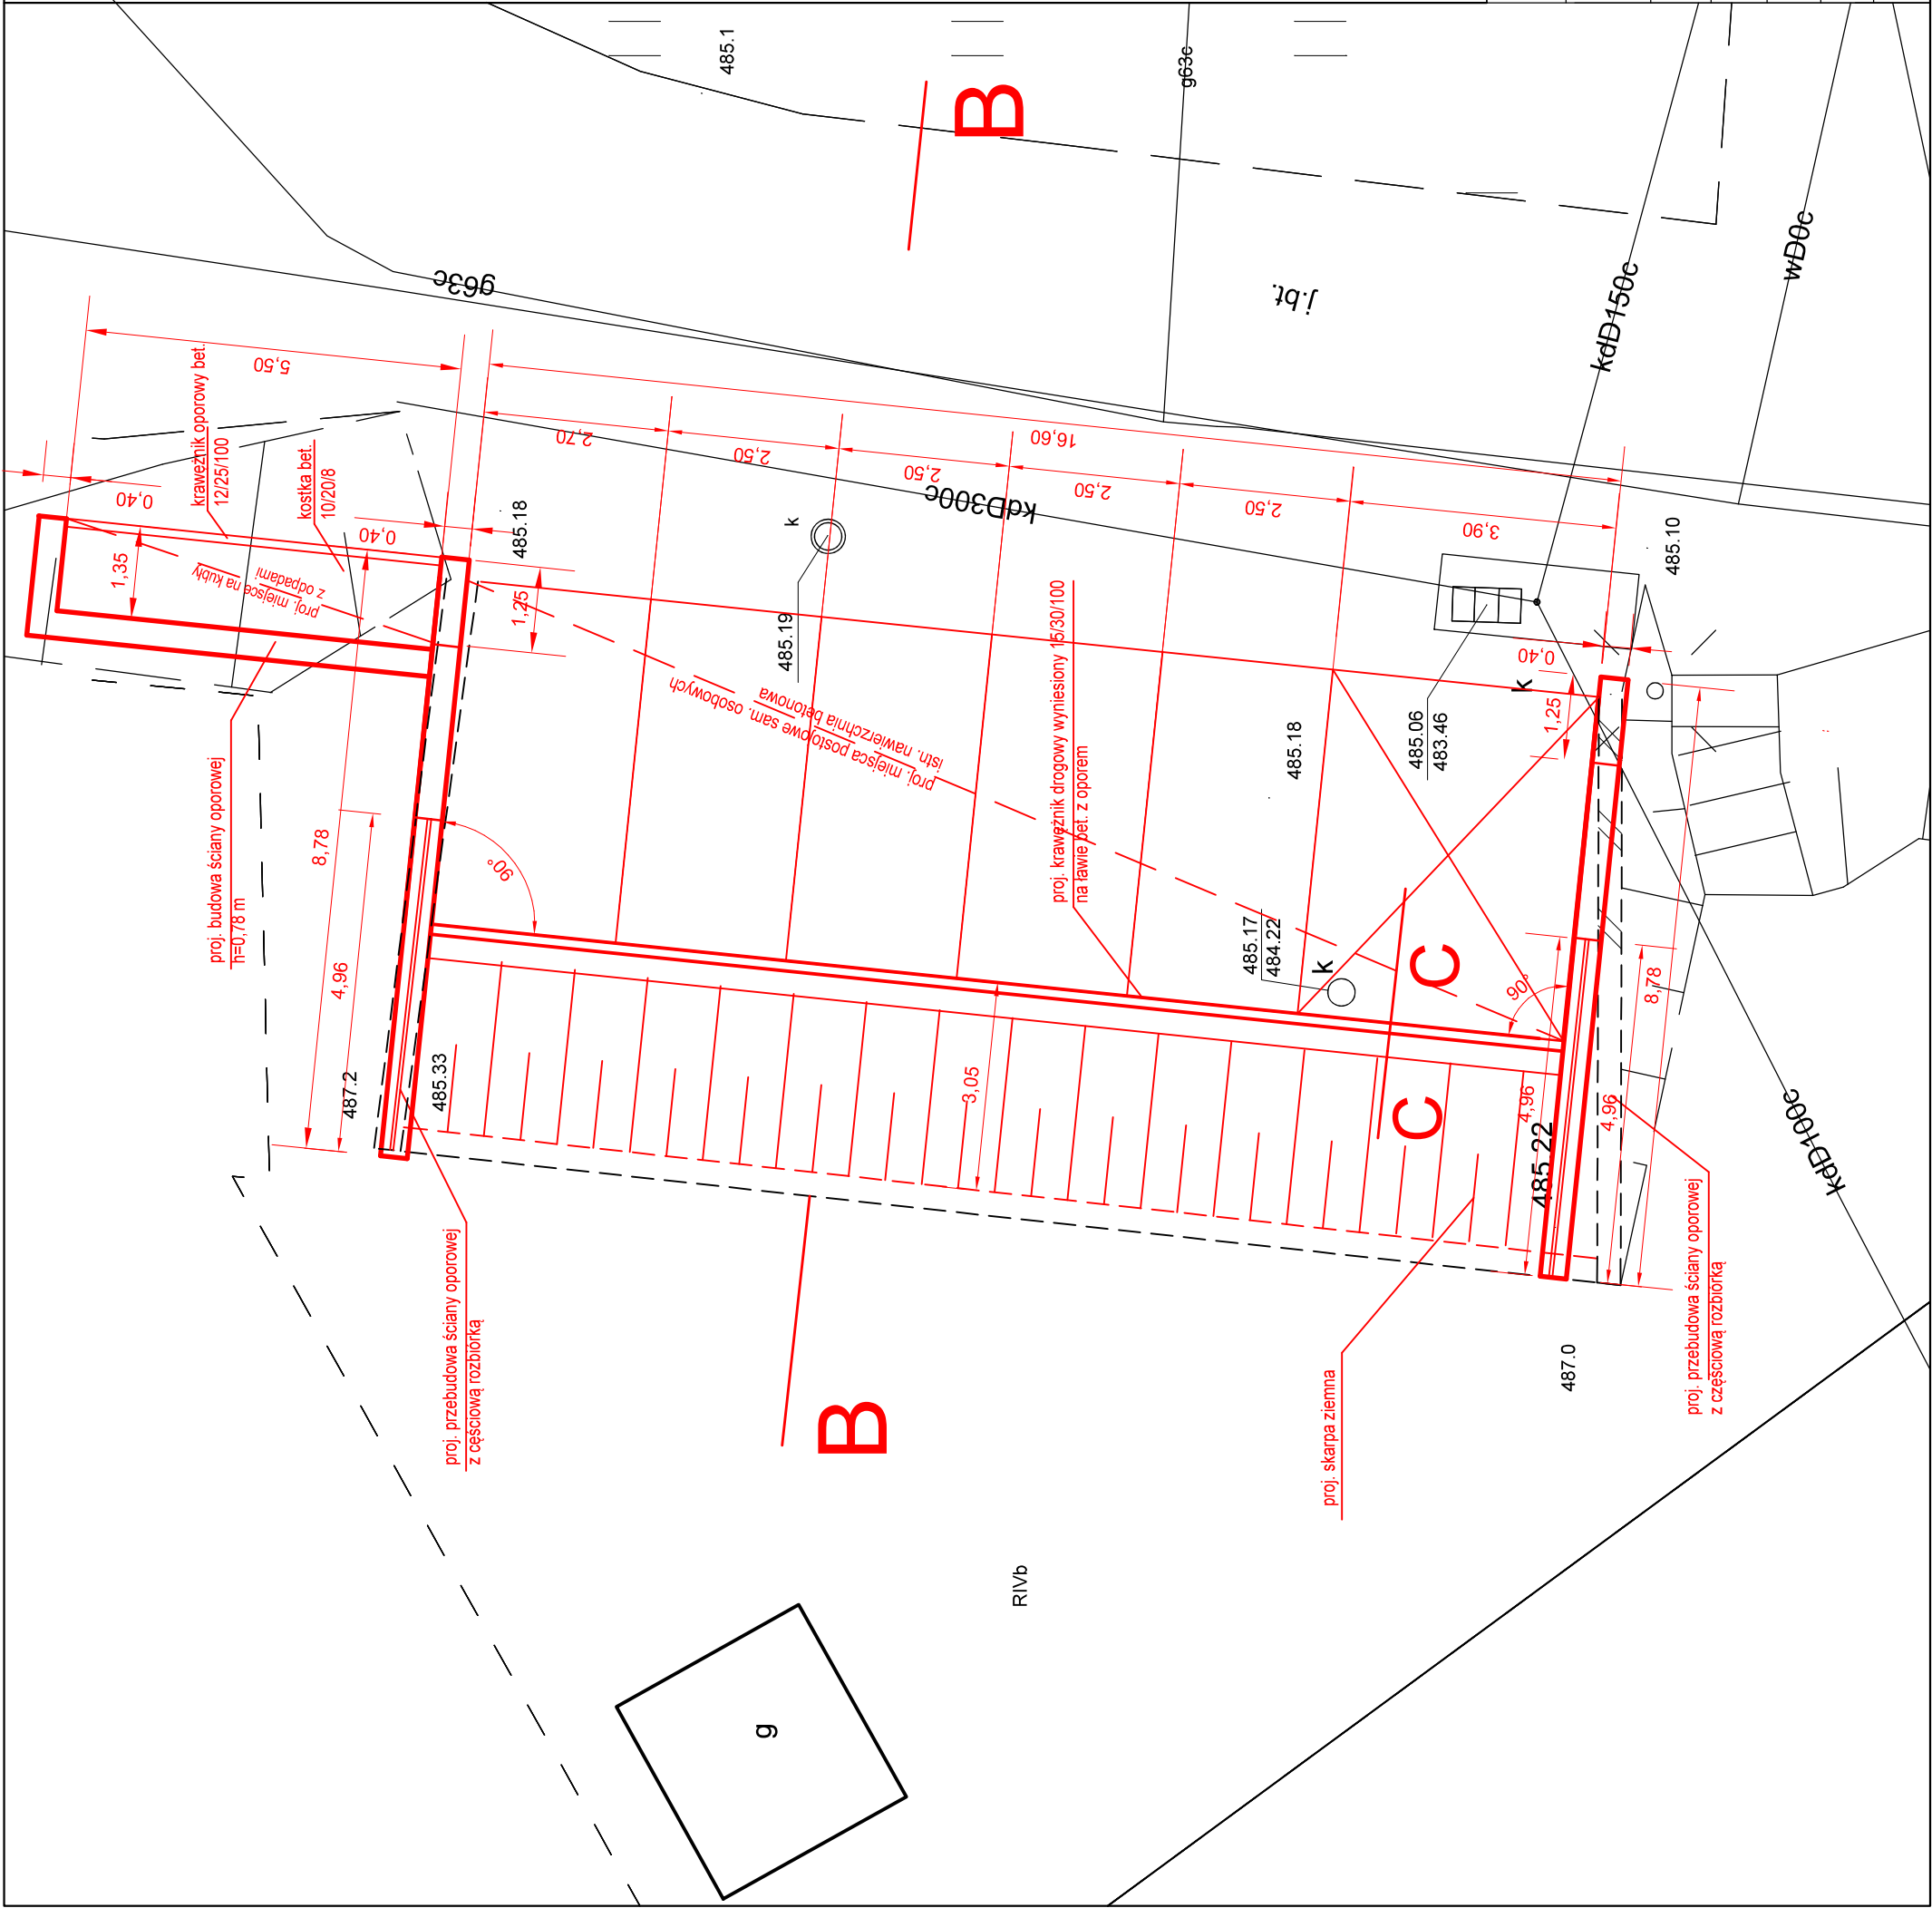 485.1
g63c
B
g63c
j.bt.
kdD150c
wD0c
5,50
krawężnik oporowy bet.
12/25/100
kostka bet.
10/20/8
0,40
1,35
0,40
proj. miejsce na kubły
z odpadami
485.18
1,25
2,70
2,50
2,50
2,50
2,50
3,90
16,60
kdD300c
k
485.19
485.10
0,40
k
1,25
485.06
483.46
485.18
proj. miejsca postojowe sam. osobowych
istn. nawierzchnia betonowa
proj. krawężnik drogowy wyniesiony 15/30/100
na ławie bet. z oporem
proj. budowa ściany oporowej
h=0,78 m
8,78
4,96
90°
485.17
484.22
k
C
C
90°
8,78
4,96
4,96
485.22
3,05
487.2
485.33
kdD100c
proj. przebudowa ściany oporowej
z cęsciową rozbiórką
B
proj. skarpa ziemna
487.0
proj. przebudowa ściany oporowej
z częściową rozbiórką
RIVb
g